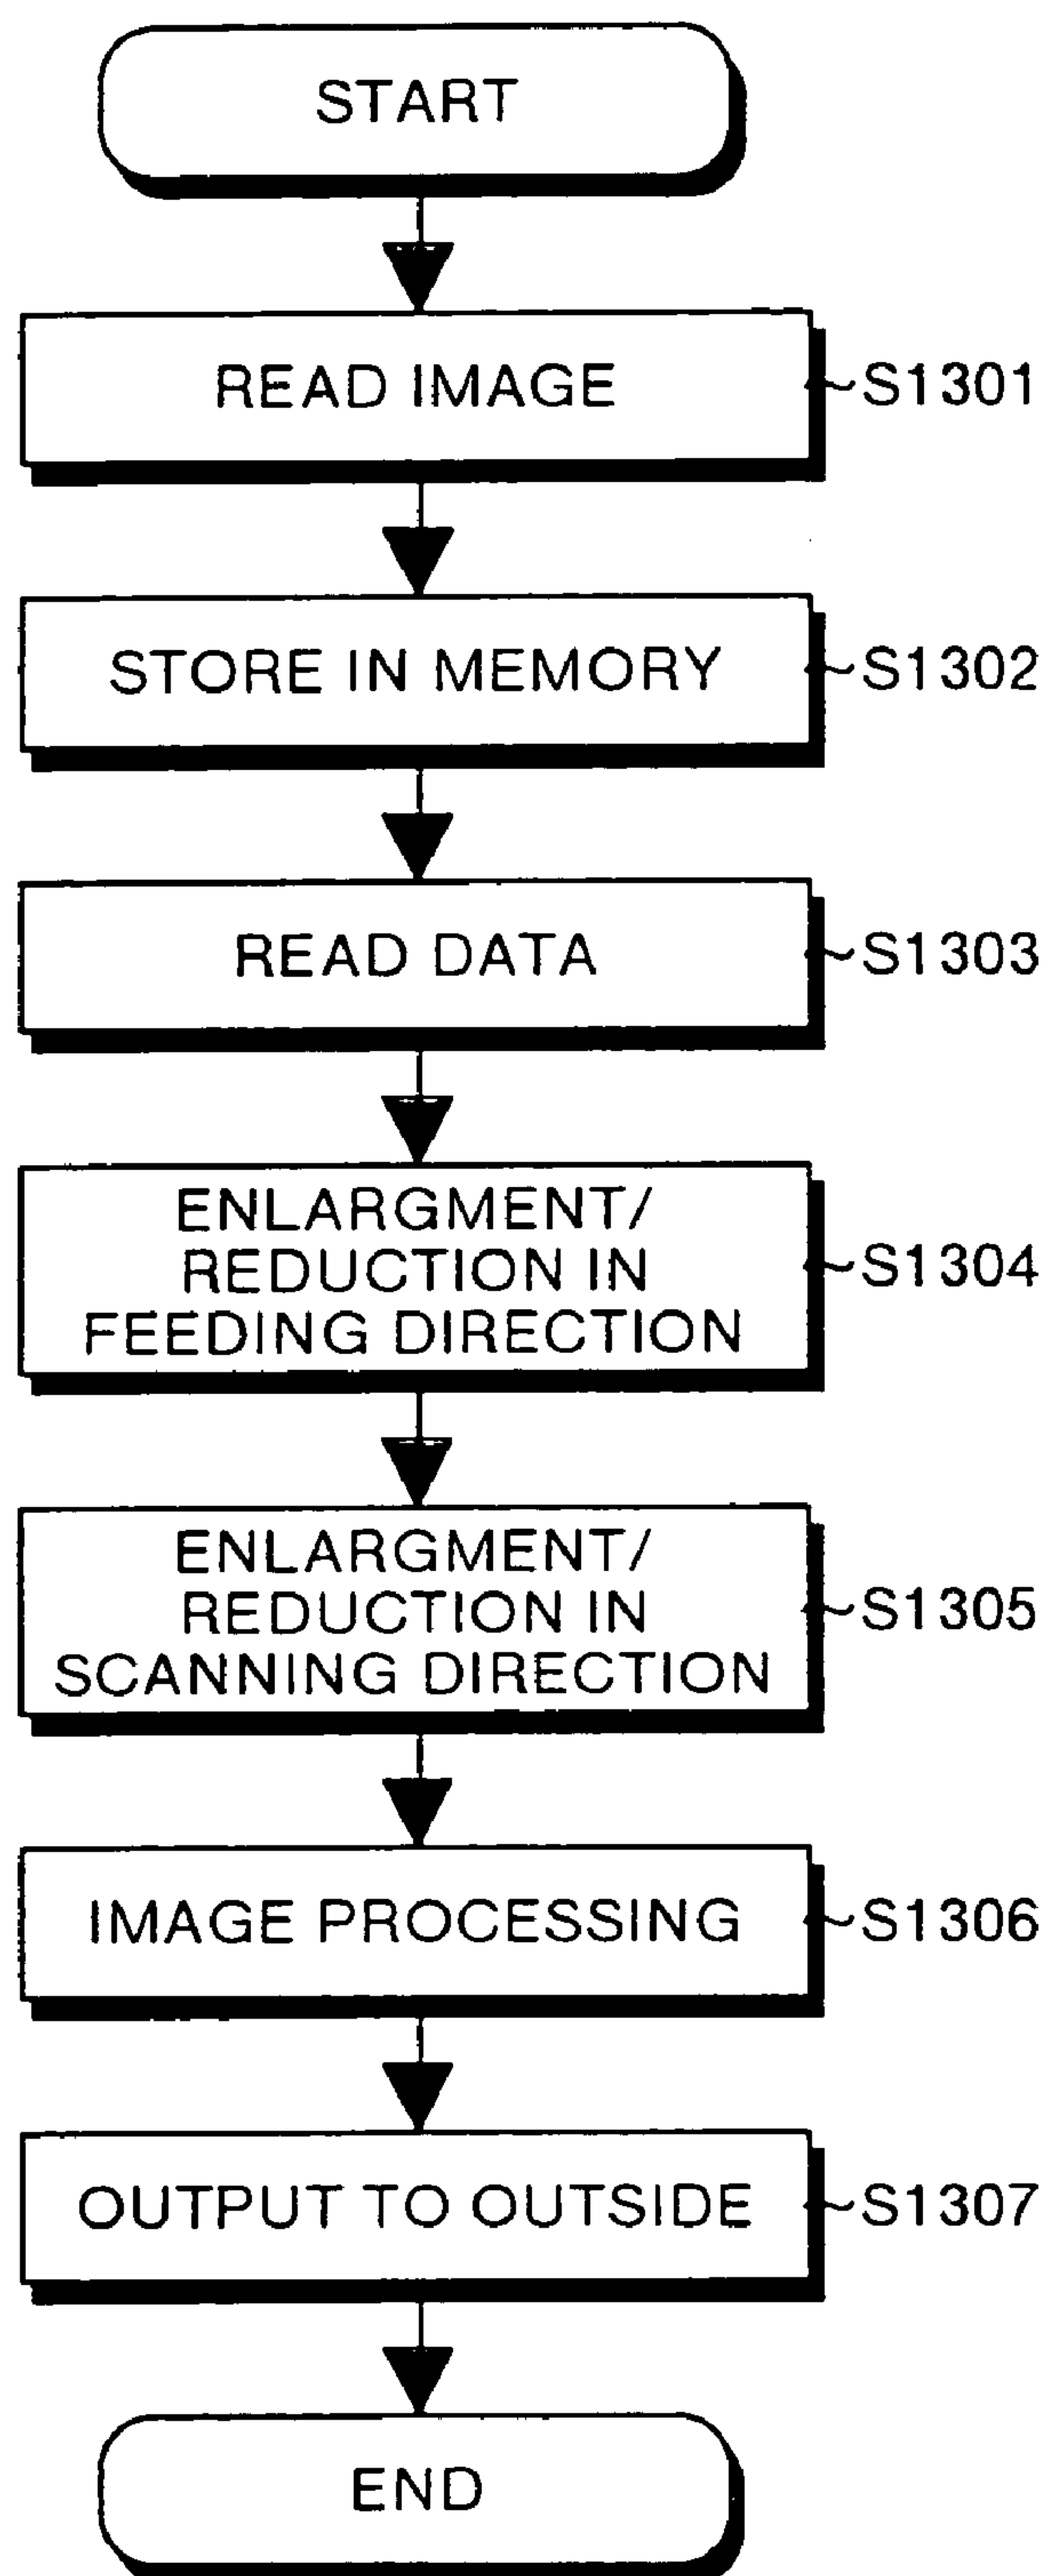 START
READ IMAGE
S1301
STORE IN MEMORY
S1302
READ DATA
S1303
ENLARGMENT/
REDUCTION IN
FEEDING DIRECTION
S1304
ENLARGMENT/
REDUCTION IN
SCANNING DIRECTION
S1305
IMAGE PROCESSING
S1306
OUTPUT TO OUTSIDE
S1307
END